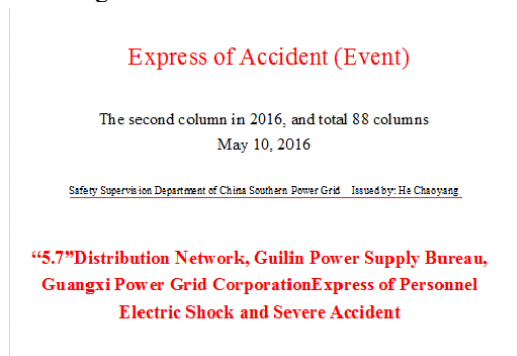 Express of Accident (Event)
The second column in 2016, and total 88 columns
May 10, 2016
Safety Supervision Department of China Southern Power Grid Issued by: He Chaoyang
“5.7”Distribution Network, Guilin Power Supply Bureau,
Guangxi Power Grid CorporationExpress of Personnel
Electric Shock and Severe Accident